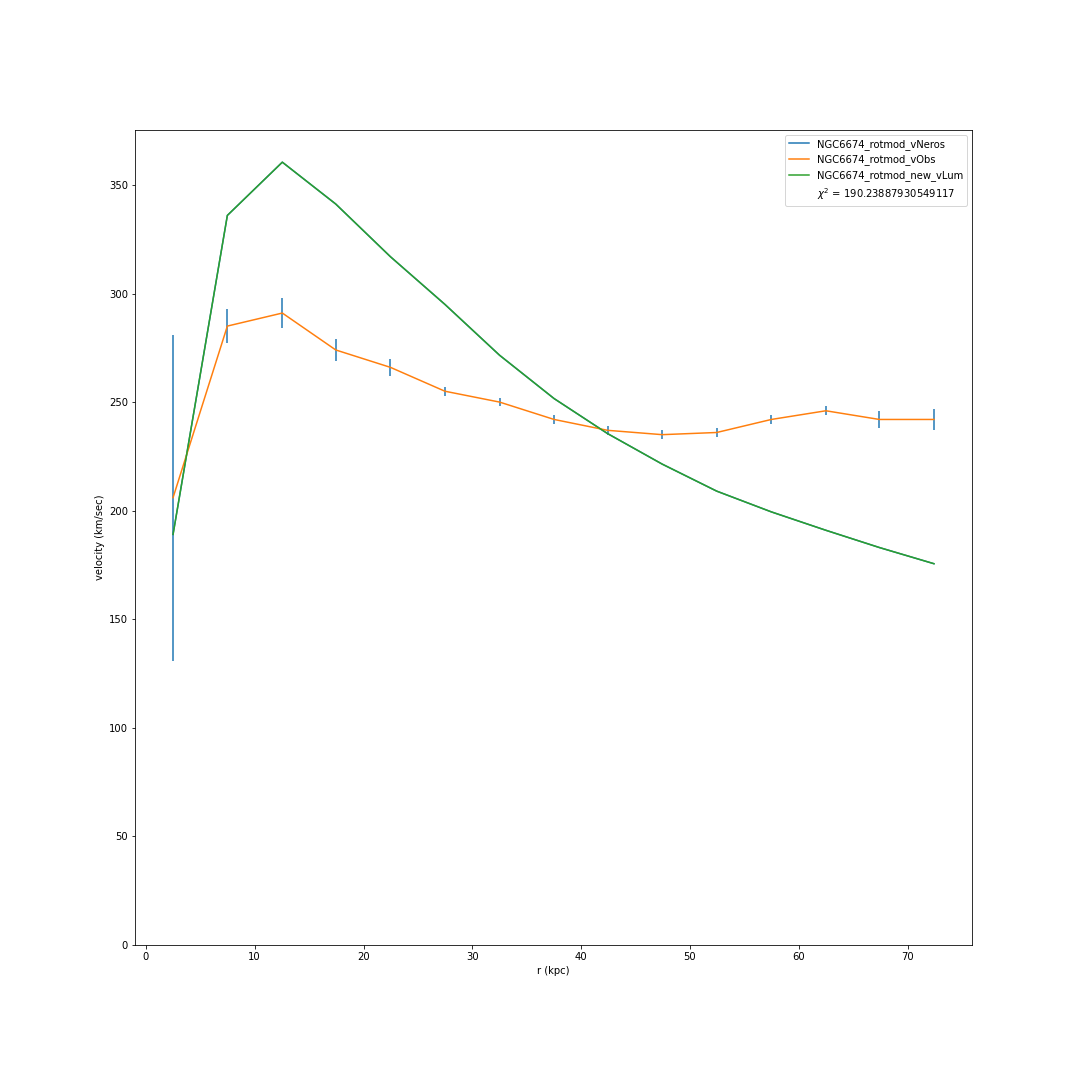 NGC6674_rotmod_vNeros
NGC6674_rotmod_vObs
NGC6674_rotmod_new_vLum
χ² = 190.23887930549117
350
300
250
200
150
100
50
0
velocity (km/sec)
0 10 20 30 40 50 60 70
r (kpc)